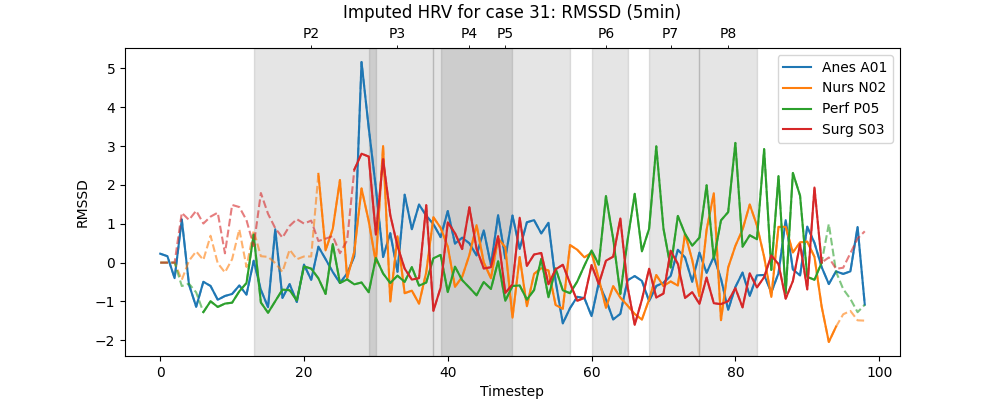 Imputed HRV for case 31: RMSSD (5min)
P2 P3 P4 P5 P6 P7 P8
Anes A01
Nurs N02
Perf P05
Surg S03
RMSSD
5
4
3
2
1
0
−1
−2
0 20 40 60 80 100
Timestep